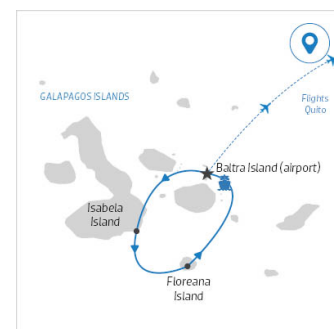 GALAPAGOS ISLANDS
Flights
Quito
Baltra Island (airport)
Isabela
Island
Floreana
Island